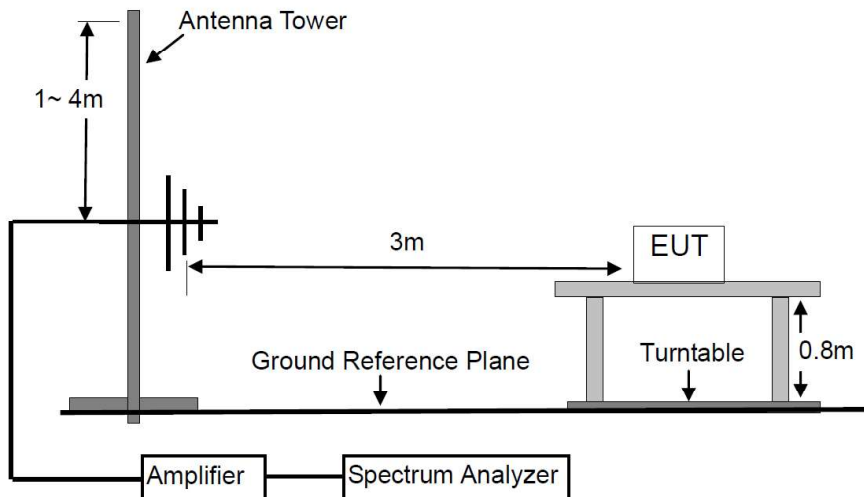 Antenna Tower
1~ 4m
3m
EUT
Ground Reference Plane
Turntable
0.8m
Amplifier
Spectrum Analyzer